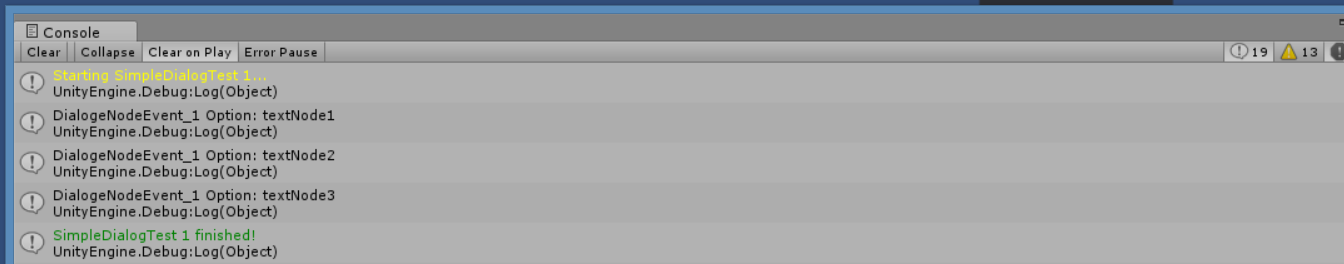 Console
Clear Collapse Clear on Play Error Pause 19 13
Starting SimpleDialogTest 1...
UnityEngine.Debug:Log(Object)
DialogeNodeEvent_1 Option: textNode1
UnityEngine.Debug:Log(Object)
DialogeNodeEvent_1 Option: textNode2
UnityEngine.Debug:Log(Object)
DialogeNodeEvent_1 Option: textNode3
UnityEngine.Debug:Log(Object)
SimpleDialogTest 1 finished!
UnityEngine.Debug:Log(Object)